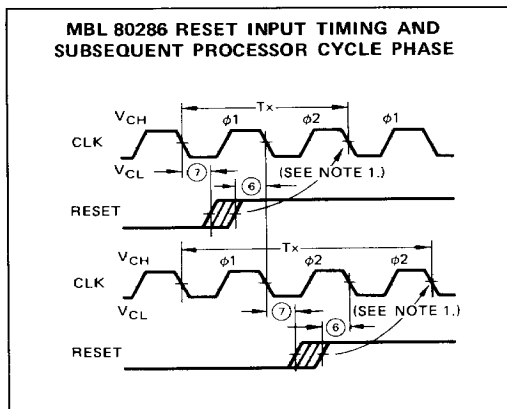 MBL 80286 RESET INPUT TIMING AND
SUBSEQUENT PROCESSOR CYCLE PHASE
Tx
VCH
ϕ1
ϕ2
ϕ1
CLK
VCL
7
6
(SEE NOTE 1.)
RESET
VCH
Tx
ϕ1
ϕ2
ϕ2
CLK
VCL
7
6
(SEE NOTE 1.)
RESET